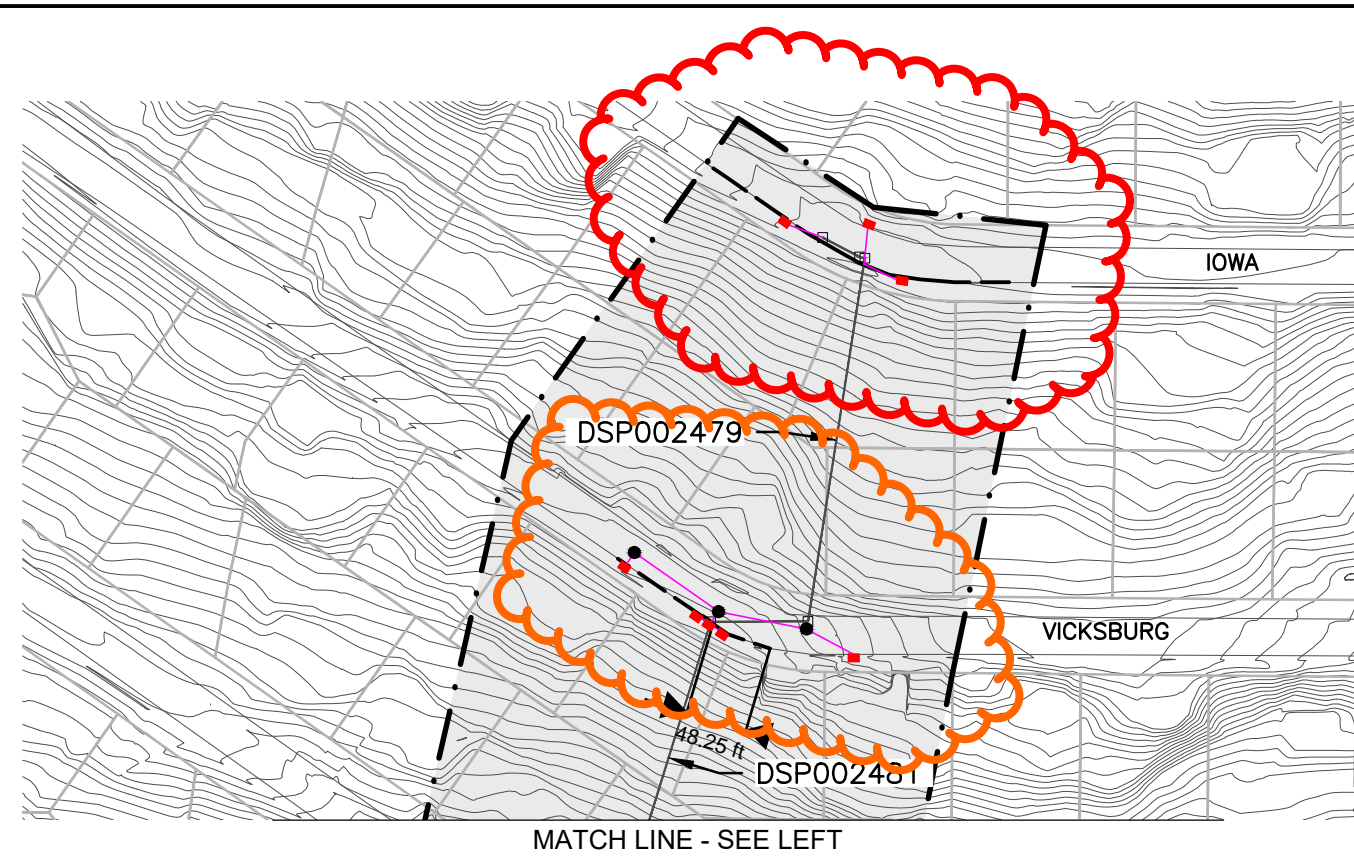 IOWA
DSP002479
VICKSBURG
48.25 ft
DSP002481
MATCH LINE - SEE LEFT